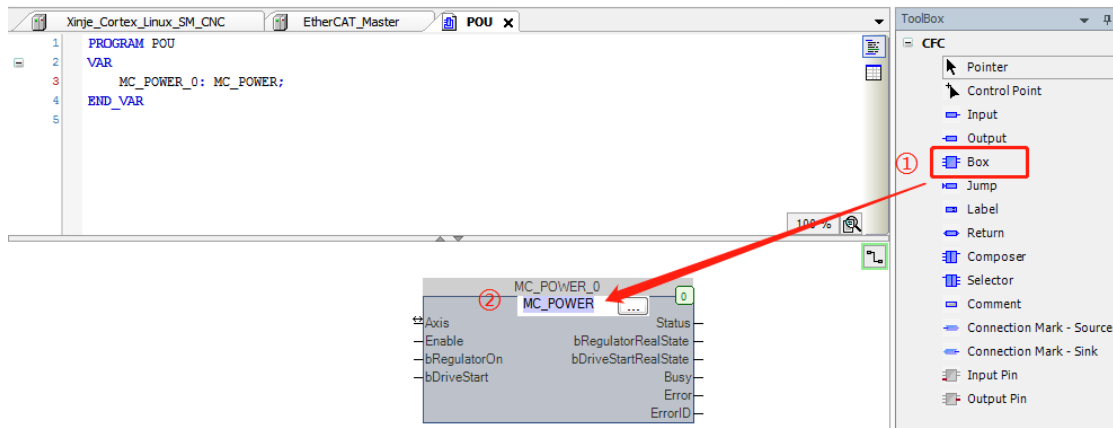 Xinje_Cortex_Linux_SM_CNC EtherCAT_Master POU
1 PROGRAM POU
2 VAR
3 MC_POWER_0: MC_POWER;
4 END_VAR
5
100 %
MC_POWER_0
② MC_POWER ... 0
Axis Status
Enable bRegulatorRealState
bRegulatorOn bDriveStartRealState
bDriveStart Busy
Error
ErrorID
ToolBox
CFC
Pointer
Control Point
Input
Output
① Box
Jump
Label
Return
Composer
Selector
Comment
Connection Mark - Source
Connection Mark - Sink
Input Pin
Output Pin